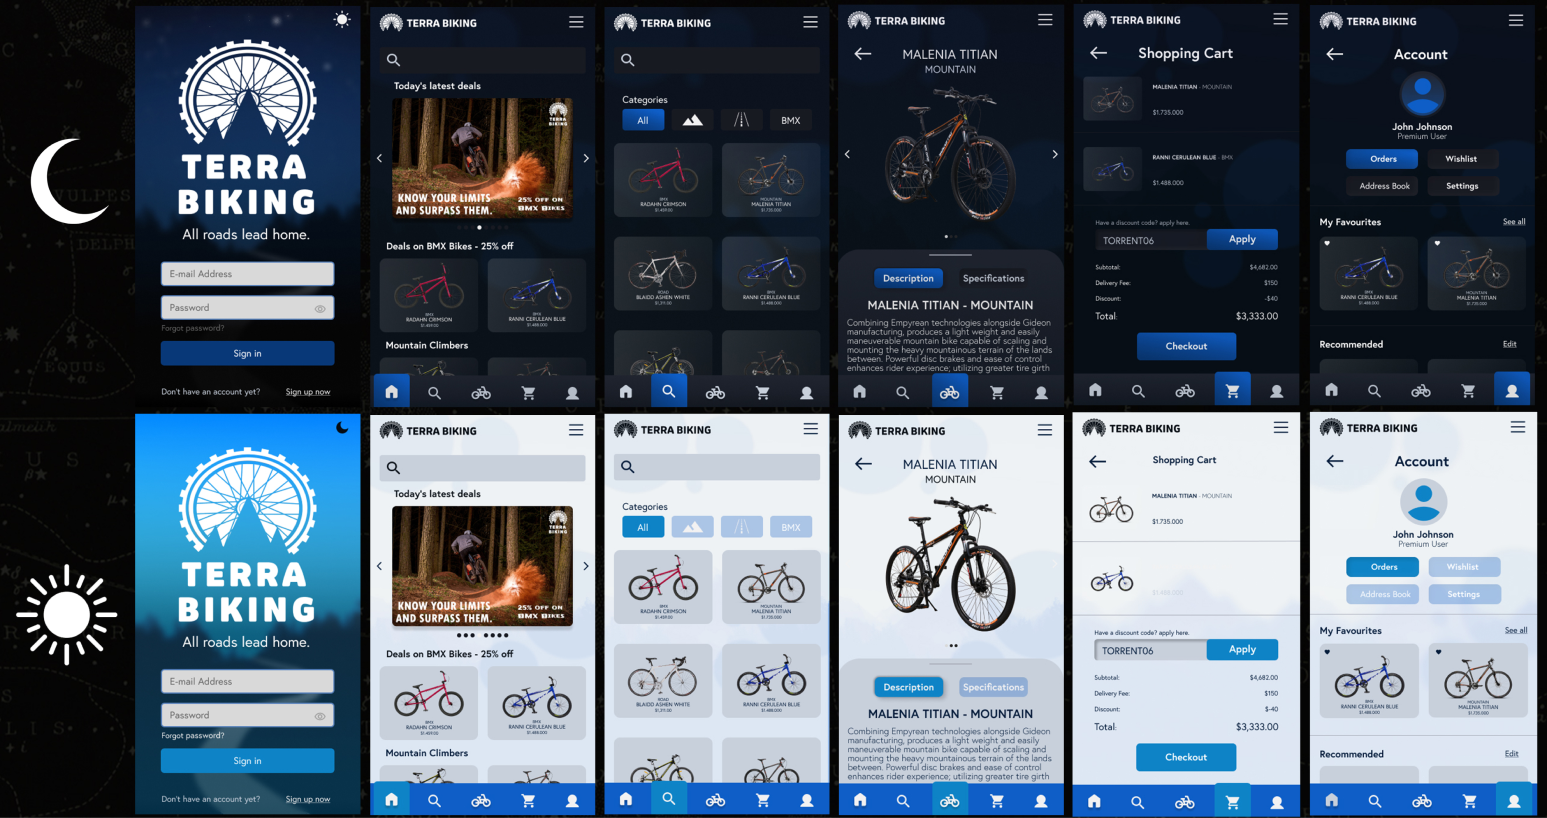 TERRA
BIKING
All roads lead home.
E-mail Address
Password
Forgot password?
Sign in
Don't have an account yet?
Sign up now
TERRA BIKING
Today's latest deals
TERRA
BIKING
KNOW YOUR LIMITS
AND SURPASS THEM.
25% OFF ON
BMX BIKES
Deals on BMX Bikes - 25% off
BMX
RADAHN CRIMSON
$1,459.00
BMX
RANNI CERULEAN BLUE
$1,488.000
Mountain Climbers
TERRA BIKING
Categories
All
BMX
BMX
RADAHN CRIMSON
$1,459.00
MOUNTAIN
MALENIA TITIAN
$1,735.000
ROAD
BLAIDD ASHEN WHITE
$1,311.00
BMX
RANNI CERULEAN BLUE
$1,488.000
TERRA BIKING
MALENIA TITIAN
MOUNTAIN
Description
Specifications
MALENIA TITIAN - MOUNTAIN
Combining Empyrean technologies alongside Gideon
manufacturing, produces a light weight and easily
maneuverable mountain bike capable of scaling and
mounting the heavy mountainous terrain of the lands
between. Powerful disc brakes and ease of control
enhances rider experience; utilizing greater tire girth
TERRA BIKING
Shopping Cart
MALENIA TITIAN - MOUNTAIN
$1,735.000
RANNI CERULEAN BLUE - BMX
$1,488.000
Have a discount code? apply here.
TORRENT06
Apply
Subtotal: $4,682.00
Delivery Fee: $150
Discount: -$40
Total: $3,333.00
Checkout
TERRA BIKING
Account
John Johnson
Premium User
Orders
Wishlist
Address Book
Settings
My Favourites
See all
BMX
RANNI CERULEAN BLUE
$1,488.000
MOUNTAIN
MALENIA TITIAN
$1,735.000
Recommended
Edit
TERRA
BIKING
All roads lead home.
E-mail Address
Password
Forgot password?
Sign in
Don't have an account yet?
Sign up now
TERRA BIKING
Today's latest deals
TERRA
BIKING
KNOW YOUR LIMITS
AND SURPASS THEM.
25% OFF ON
BMX BIKES
Deals on BMX Bikes - 25% off
BMX
RADAHN CRIMSON
$1,459.00
BMX
RANNI CERULEAN BLUE
$1,488.000
Mountain Climbers
TERRA BIKING
Categories
All
BMX
BMX
RADAHN CRIMSON
$1,459.00
MOUNTAIN
MALENIA TITIAN
$1,735.000
ROAD
BLAIDD ASHEN WHITE
$1,311.00
BMX
RANNI CERULEAN BLUE
$1,488.000
TERRA BIKING
MALENIA TITIAN
MOUNTAIN
Description
Specifications
MALENIA TITIAN - MOUNTAIN
Combining Empyrean technologies alongside Gideon
manufacturing, produces a light weight and easily
maneuverable mountain bike capable of scaling and
mounting the heavy mountainous terrain of the lands
between. Powerful disc brakes and ease of control
enhances rider experience; utilizing greater tire girth
TERRA BIKING
Shopping Cart
MALENIA TITIAN - MOUNTAIN
$1,735.000
$1,488.000
Have a discount code? apply here.
TORRENT06
Apply
Subtotal: $4,682.00
Delivery Fee: $150
Discount: $-40
Total: $3,333.00
Checkout
TERRA BIKING
Account
John Johnson
Premium User
Orders
Wishlist
Address Book
Settings
My Favourites
See all
BMX
RANNI CERULEAN BLUE
$1,488.000
MOUNTAIN
MALENIA TITIAN
$1,735.000
Recommended
Edit